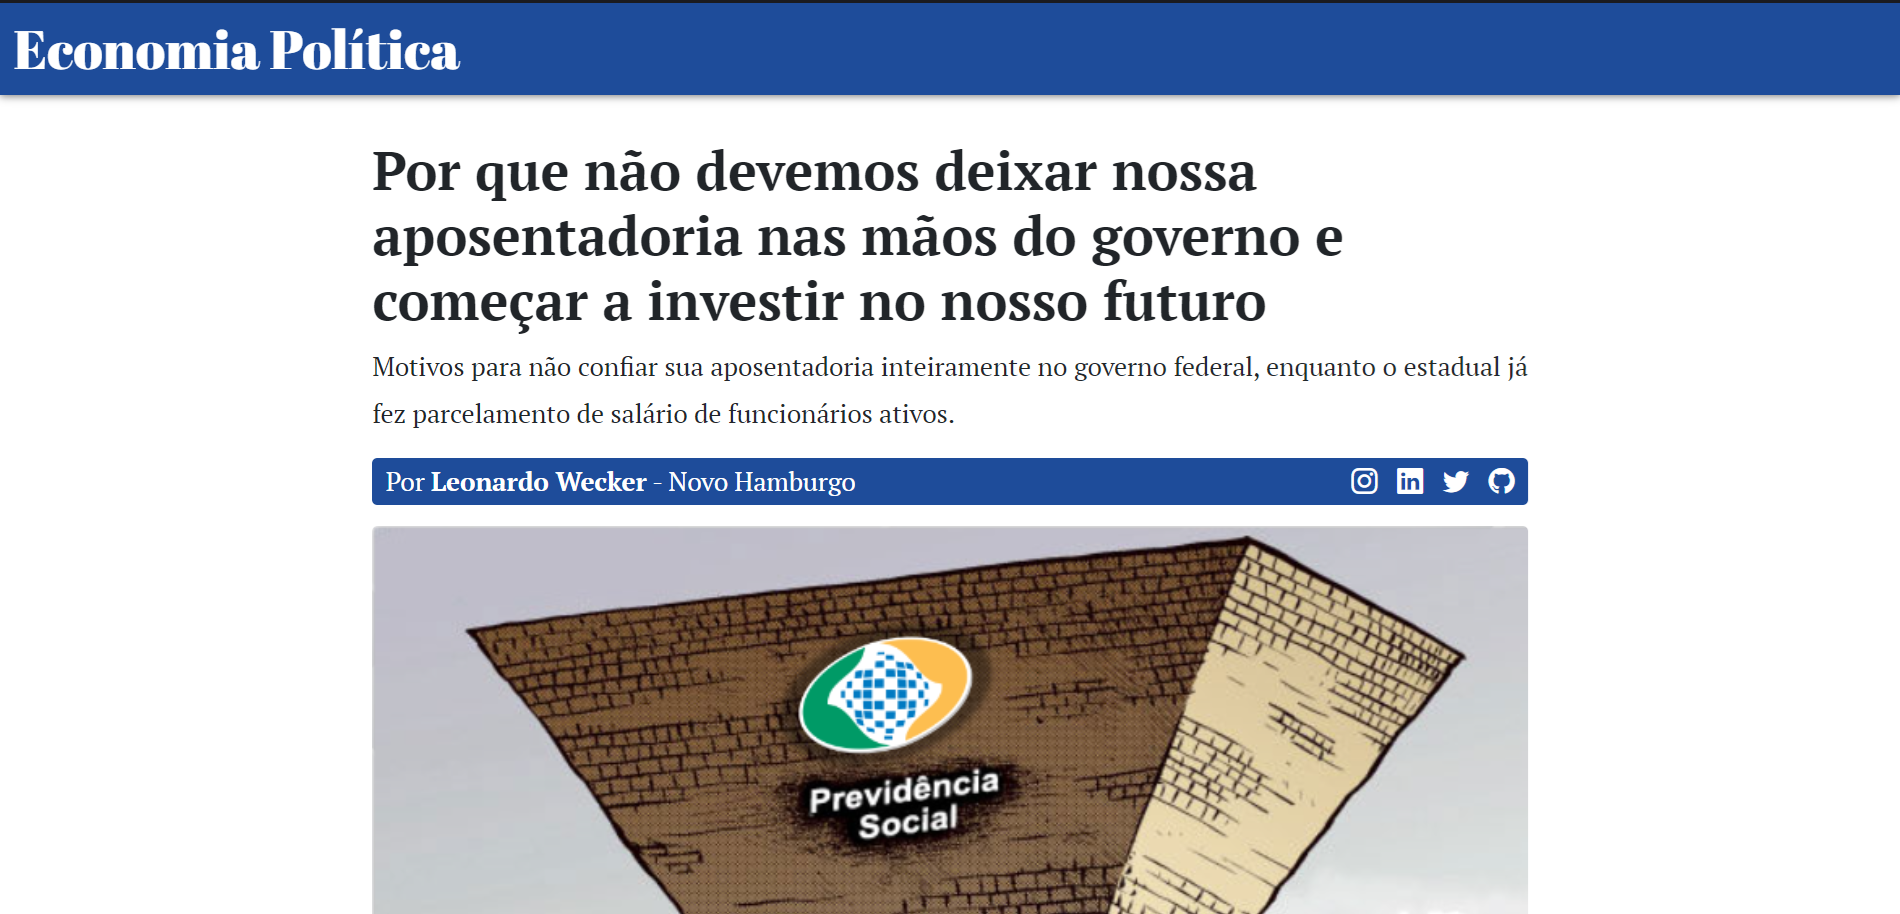 Economia Política
Por que não devemos deixar nossa
aposentadoria nas mãos do governo e
começar a investir no nosso futuro
Motivos para não confiar sua aposentadoria inteiramente no governo federal, enquanto o estadual já
fez parcelamento de salário de funcionários ativos.
Por Leonardo Wecker - Novo Hamburgo
in
Previdência
Social